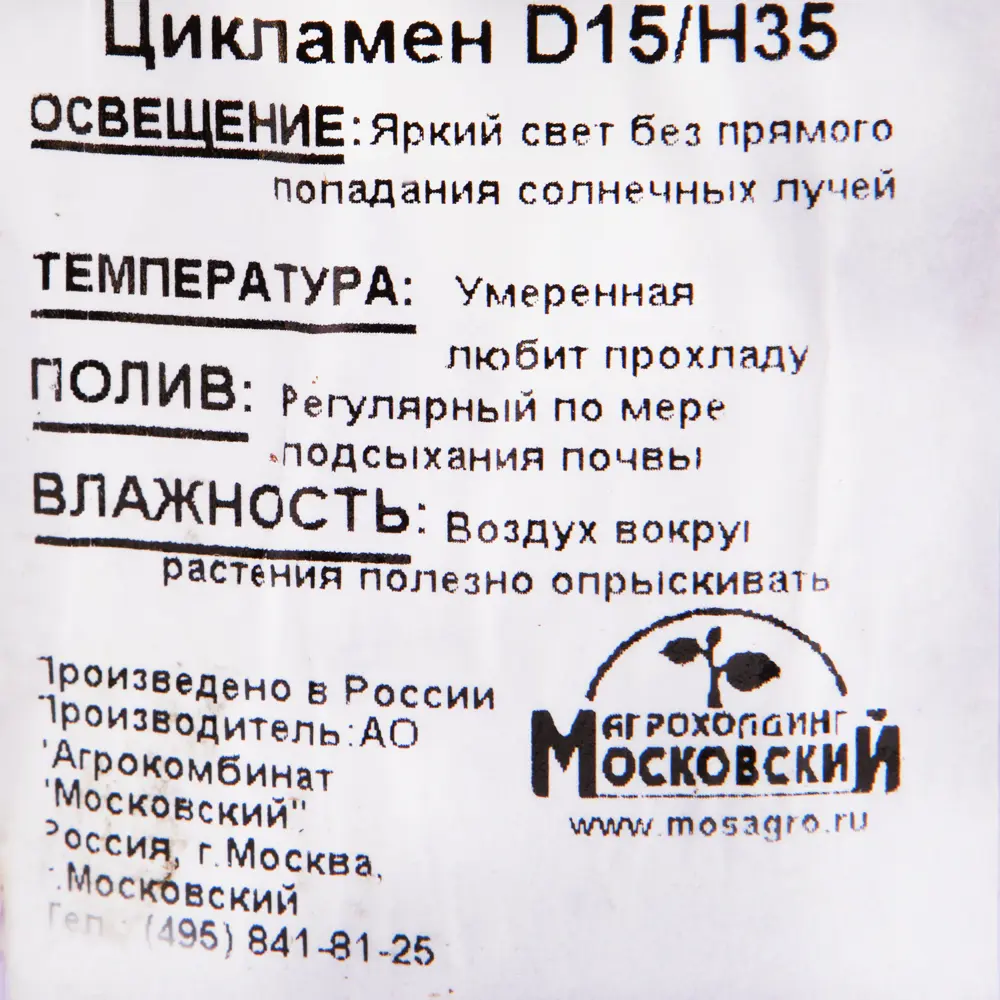 Цикламен D15/H35
ОСВЕЩЕНИЕ: Яркий свет без прямого
попадания солнечных лучей
ТЕМПЕРАТУРА: Умеренная
любит прохладу
ПОЛИВ: Регулярный по мере
подсыхания почвы
ВЛАЖНОСТЬ: Воздух вокруг
растения полезно опрыскивать
Произведено в России
Производитель:АО
"Агрокомбинат
"Московский"
Россия, г.Москва,
г.Московский
Тел.: (495) 841-81-25
АГРОХОЛДИНГ
МОСКОВСКИЙ
www.mosagro.ru